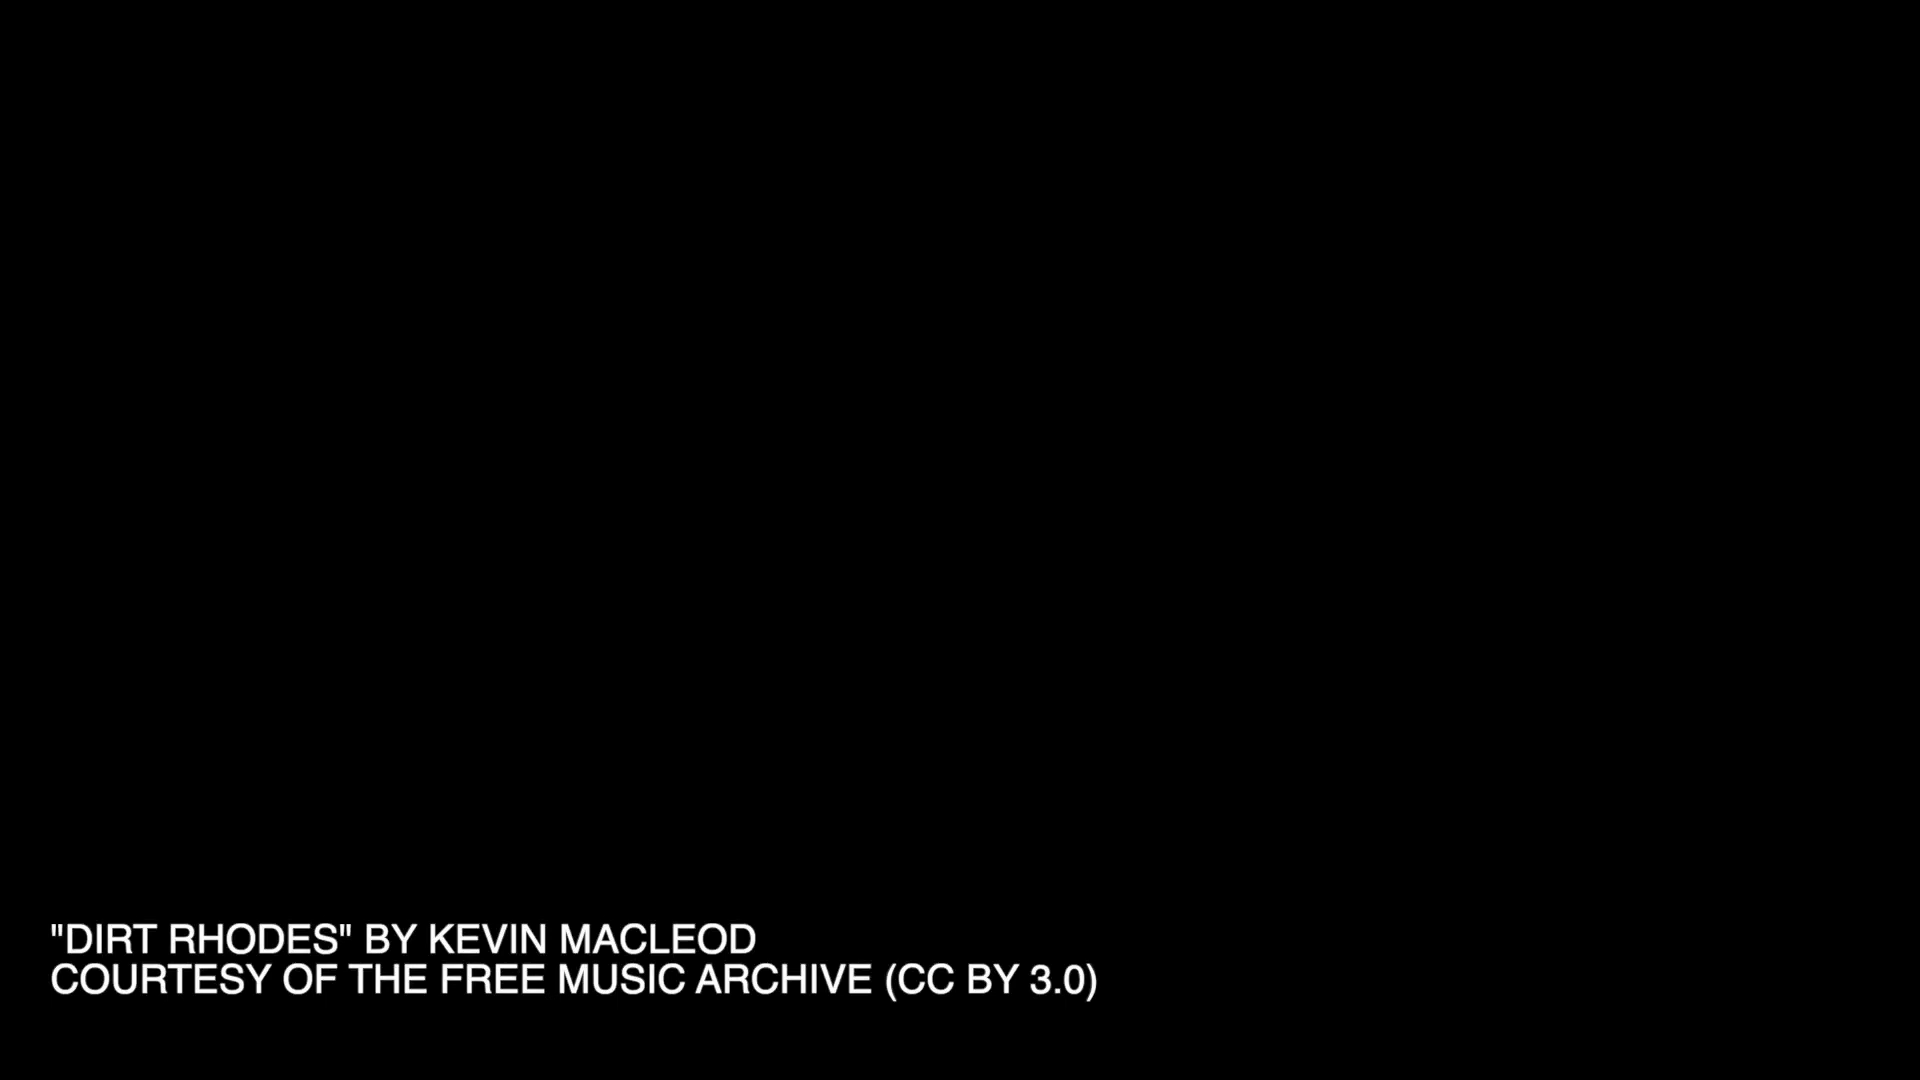 "DIRT RHODES" BY KEVIN MACLEOD
COURTESY OF THE FREE MUSIC ARCHIVE (CC BY 3.0)